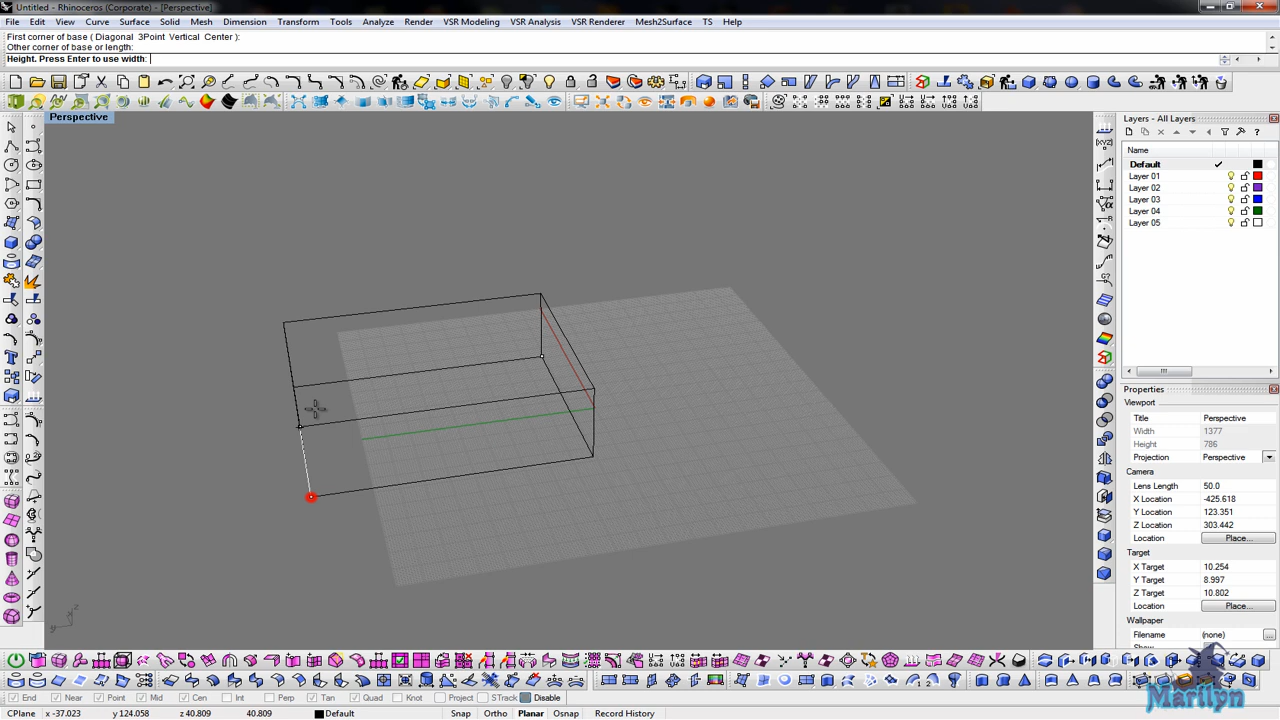 Untitled - Rhinoceros (Corporate) - [Perspective]
File Edit View Curve Surface Solid Mesh Dimension Transform Tools Analyze Render VSR Modeling VSR Analysis VSR Renderer Mesh2Surface TS Help
First corner of base ( Diagonal 3Point Vertical Center ):
Other corner of base or length:
Height. Press Enter to use width:
Perspective
Layers - All Layers
Name
Default
Layer 01
Layer 02
Layer 03
Layer 04
Layer 05
Properties
Viewport
Title Perspective
Width 1377
Height 786
Projection Perspective
Camera
Lens Length 50.0
X Location -425.618
Y Location 123.351
Z Location 303.442
Location Place...
Target
X Target 10.254
Y Target 8.997
Z Target 10.802
Location Place...
Wallpaper
Filename (none)
Show
z
y
Marilyn
End Near Point Mid Cen Int Perp Tan Quad Knot Project STrack Disable
CPlane x -37.023 y 124.058 z 40.809 40.809 Default Snap Ortho Planar Osnap Record History